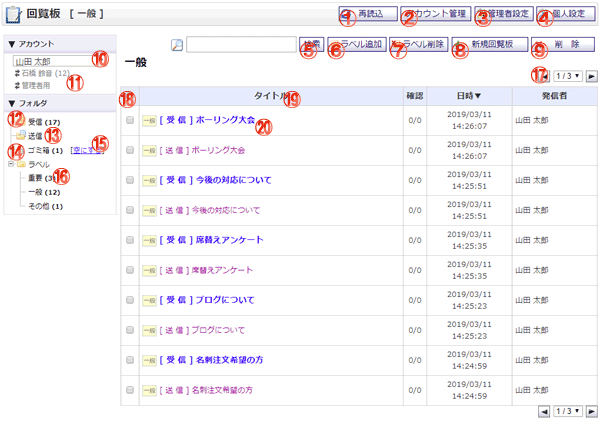 回覧板 [ 一般 ]
① 再読込 ② アカウント管理 ③ 管理者設定 ④ 個人設定
▼ アカウント
山田 太郎 ⑩
石橋 鈴音 (12)
管理者用 ⑪
▼ フォルダ
⑫ 受信 (17)
送信 ⑬
⑭ ゴミ箱 (1) [空にする] ⑮
ラベル
重要 (3) ⑯
一般 (12)
その他 (1)
⑤ 検索 ⑥ ラベル追加 ⑦ ラベル削除 ⑧ 新規回覧板 ⑨ 削 除
一般
⑰ ◀ 1 / 3 ▼ ▶
⑱ タイトル ⑲ 確認 日時▼ 発信者
一般 [ 受 信 ] ボーリング大会 ⑳ 0/0 2019/03/11 14:26:07 山田 太郎
一般 [ 送 信 ] ボーリング大会 0/0 2019/03/11 14:26:07 山田 太郎
一般 [ 受 信 ] 今後の対応について 0/0 2019/03/11 14:25:51 山田 太郎
一般 [ 送 信 ] 今後の対応について 0/0 2019/03/11 14:25:51 山田 太郎
一般 [ 受 信 ] 席替えアンケート 0/0 2019/03/11 14:25:35 山田 太郎
一般 [ 送 信 ] 席替えアンケート 0/0 2019/03/11 14:25:35 山田 太郎
一般 [ 受 信 ] ブログについて 0/0 2019/03/11 14:25:23 山田 太郎
一般 [ 送 信 ] ブログについて 0/0 2019/03/11 14:25:23 山田 太郎
一般 [ 受 信 ] 名刺注文希望の方 0/0 2019/03/11 14:24:59 山田 太郎
一般 [ 送 信 ] 名刺注文希望の方 0/0 2019/03/11 14:24:59 山田 太郎
◀ 1 / 3 ▼ ▶